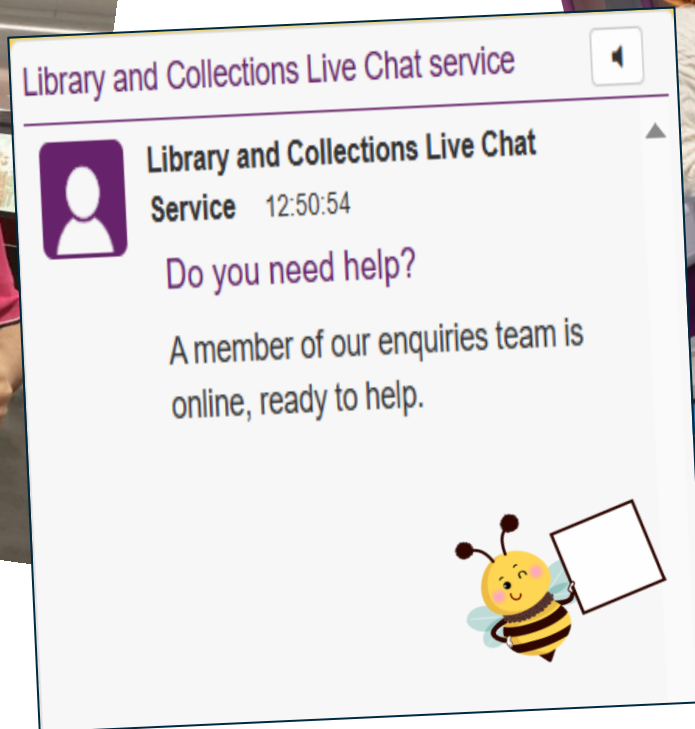 Library and Collections Live Chat service
Library and Collections Live Chat
Service 12:50:54
Do you need help?
A member of our enquiries team is
online, ready to help.